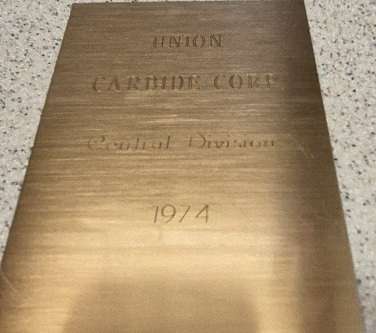 UNION
CARBIDE CORP
Central Division
1974